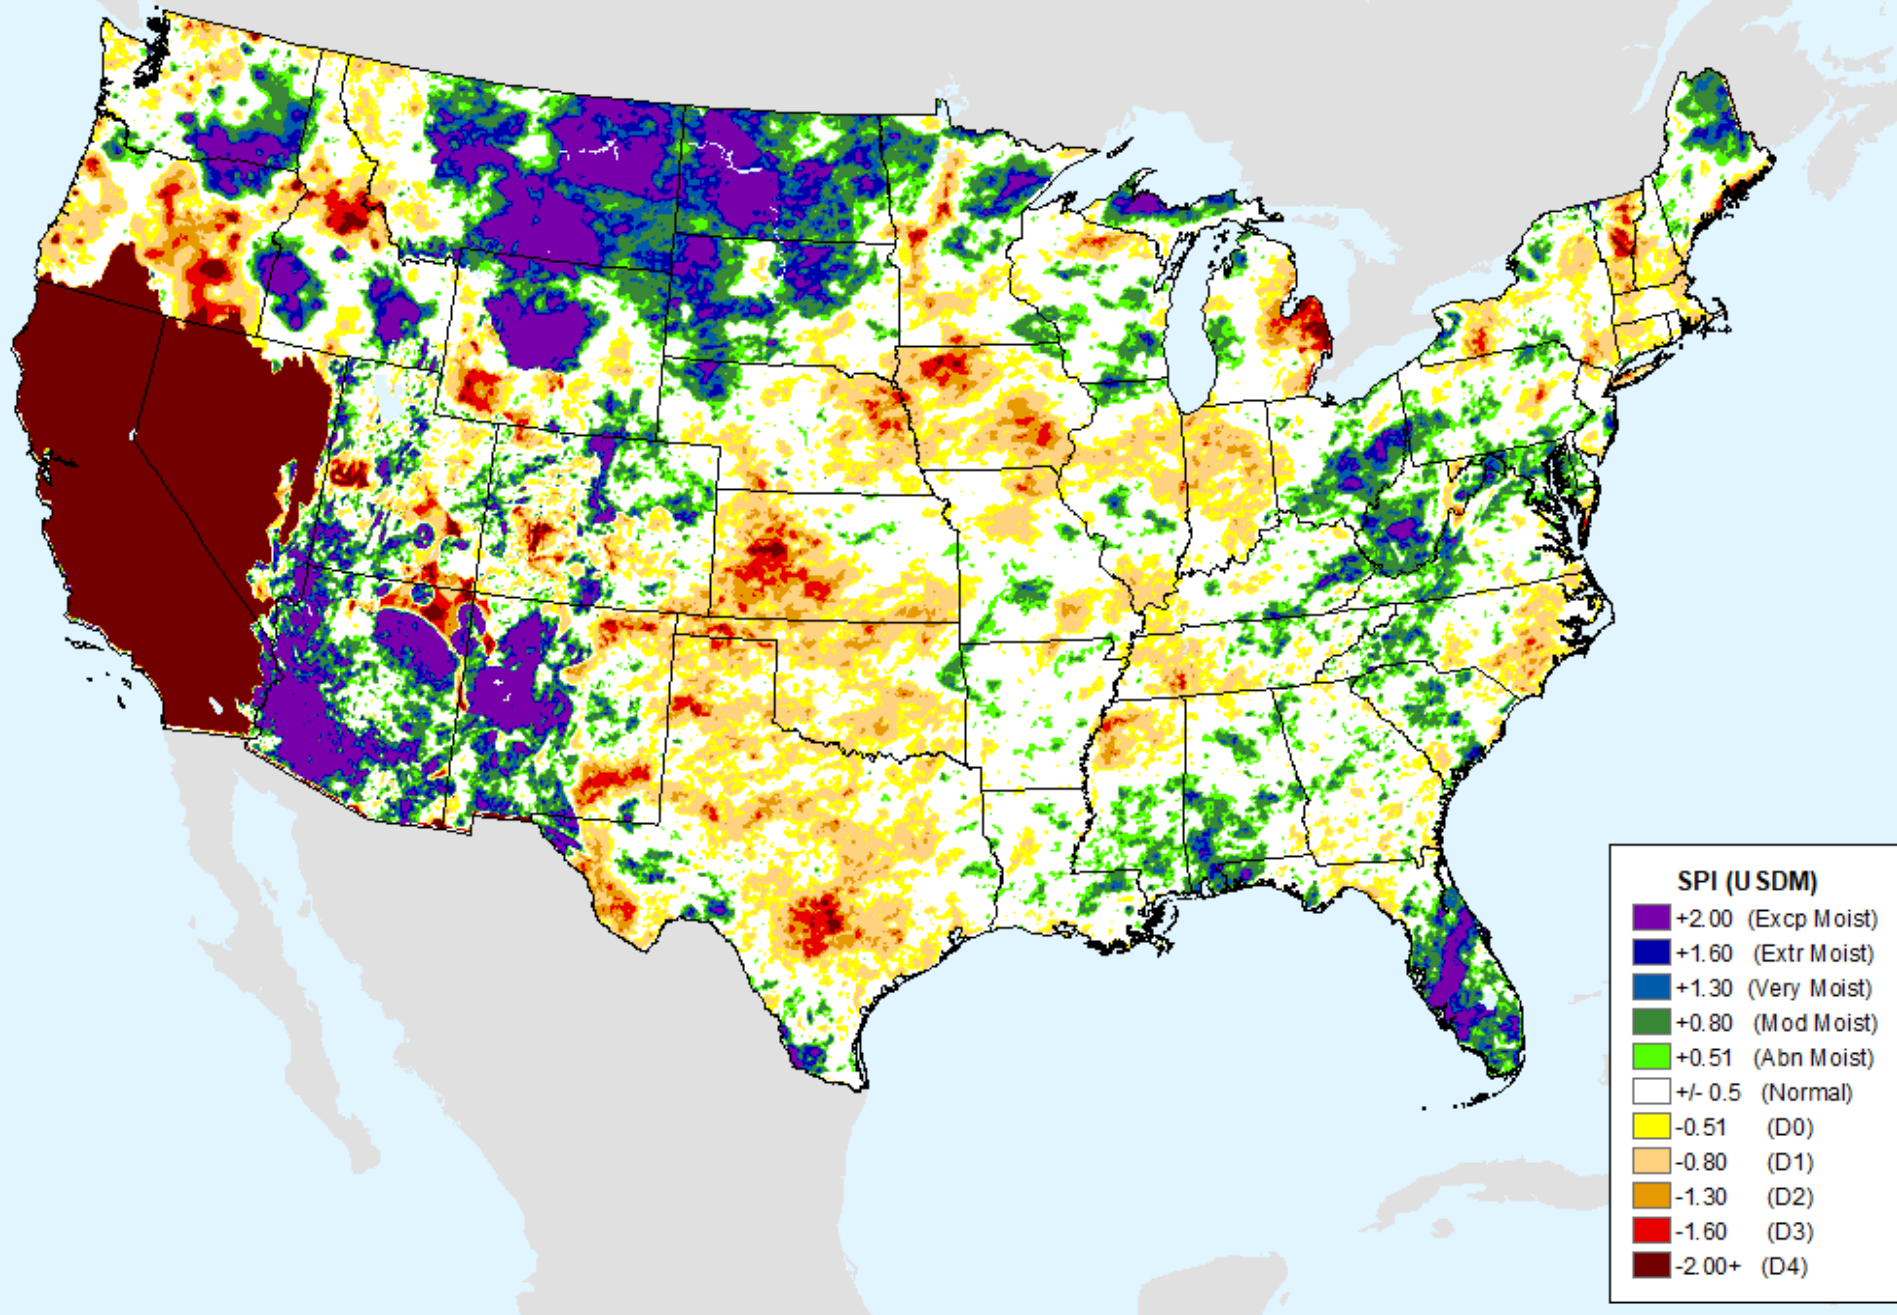 SPI (USDM)
+2.00 (Excp Moist)
+1.60 (Extr Moist)
+1.30 (Very Moist)
+0.80 (Mod Moist)
+0.51 (Abn Moist)
+/- 0.5 (Normal)
-0.51 (D0)
-0.80 (D1)
-1.30 (D2)
-1.60 (D3)
-2.00+ (D4)